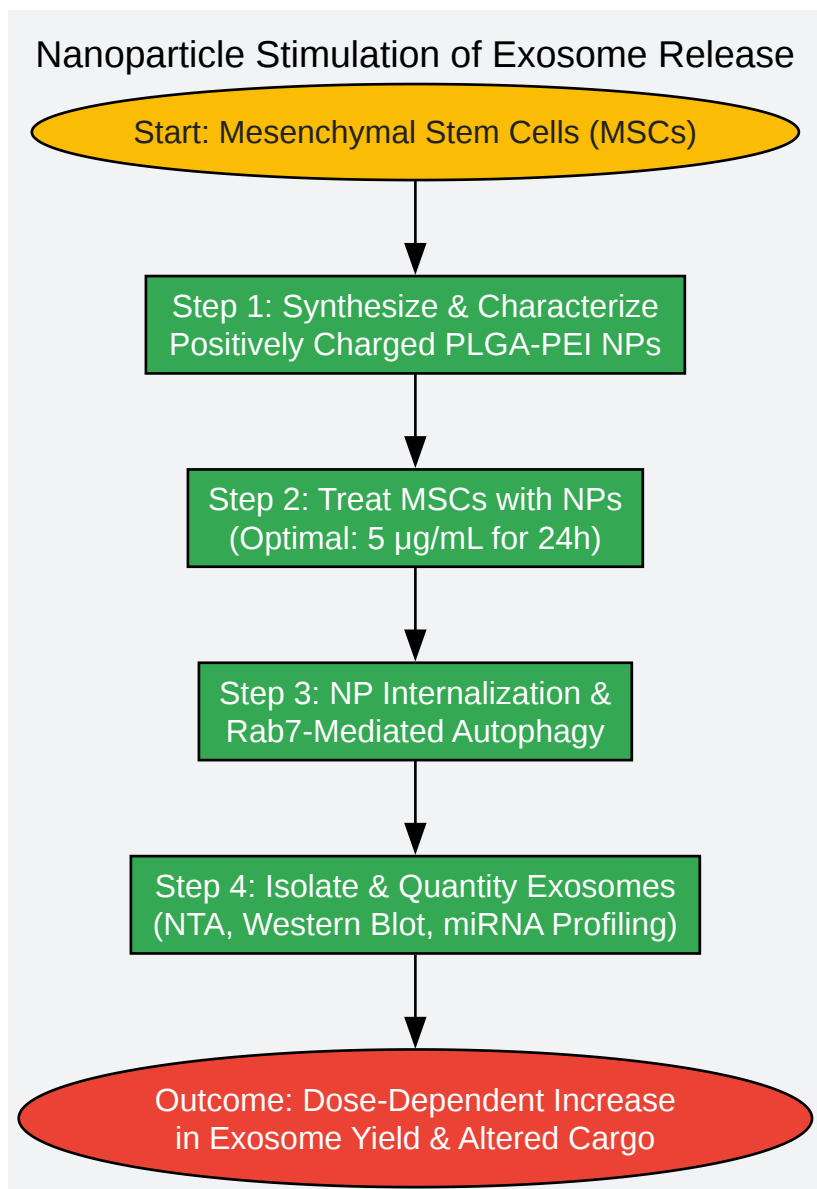 Nanoparticle Stimulation of Exosome Release
Start: Mesenchymal Stem Cells (MSCs)
Step 1: Synthesize & Characterize
Positively Charged PLGA-PEI NPs
Step 2: Treat MSCs with NPs
(Optimal: 5 μg/mL for 24h)
Step 3: NP Internalization &
Rab7-Mediated Autophagy
Step 4: Isolate & Quantity Exosomes
(NTA, Western Blot, miRNA Profiling)
Outcome: Dose-Dependent Increase
in Exosome Yield & Altered Cargo